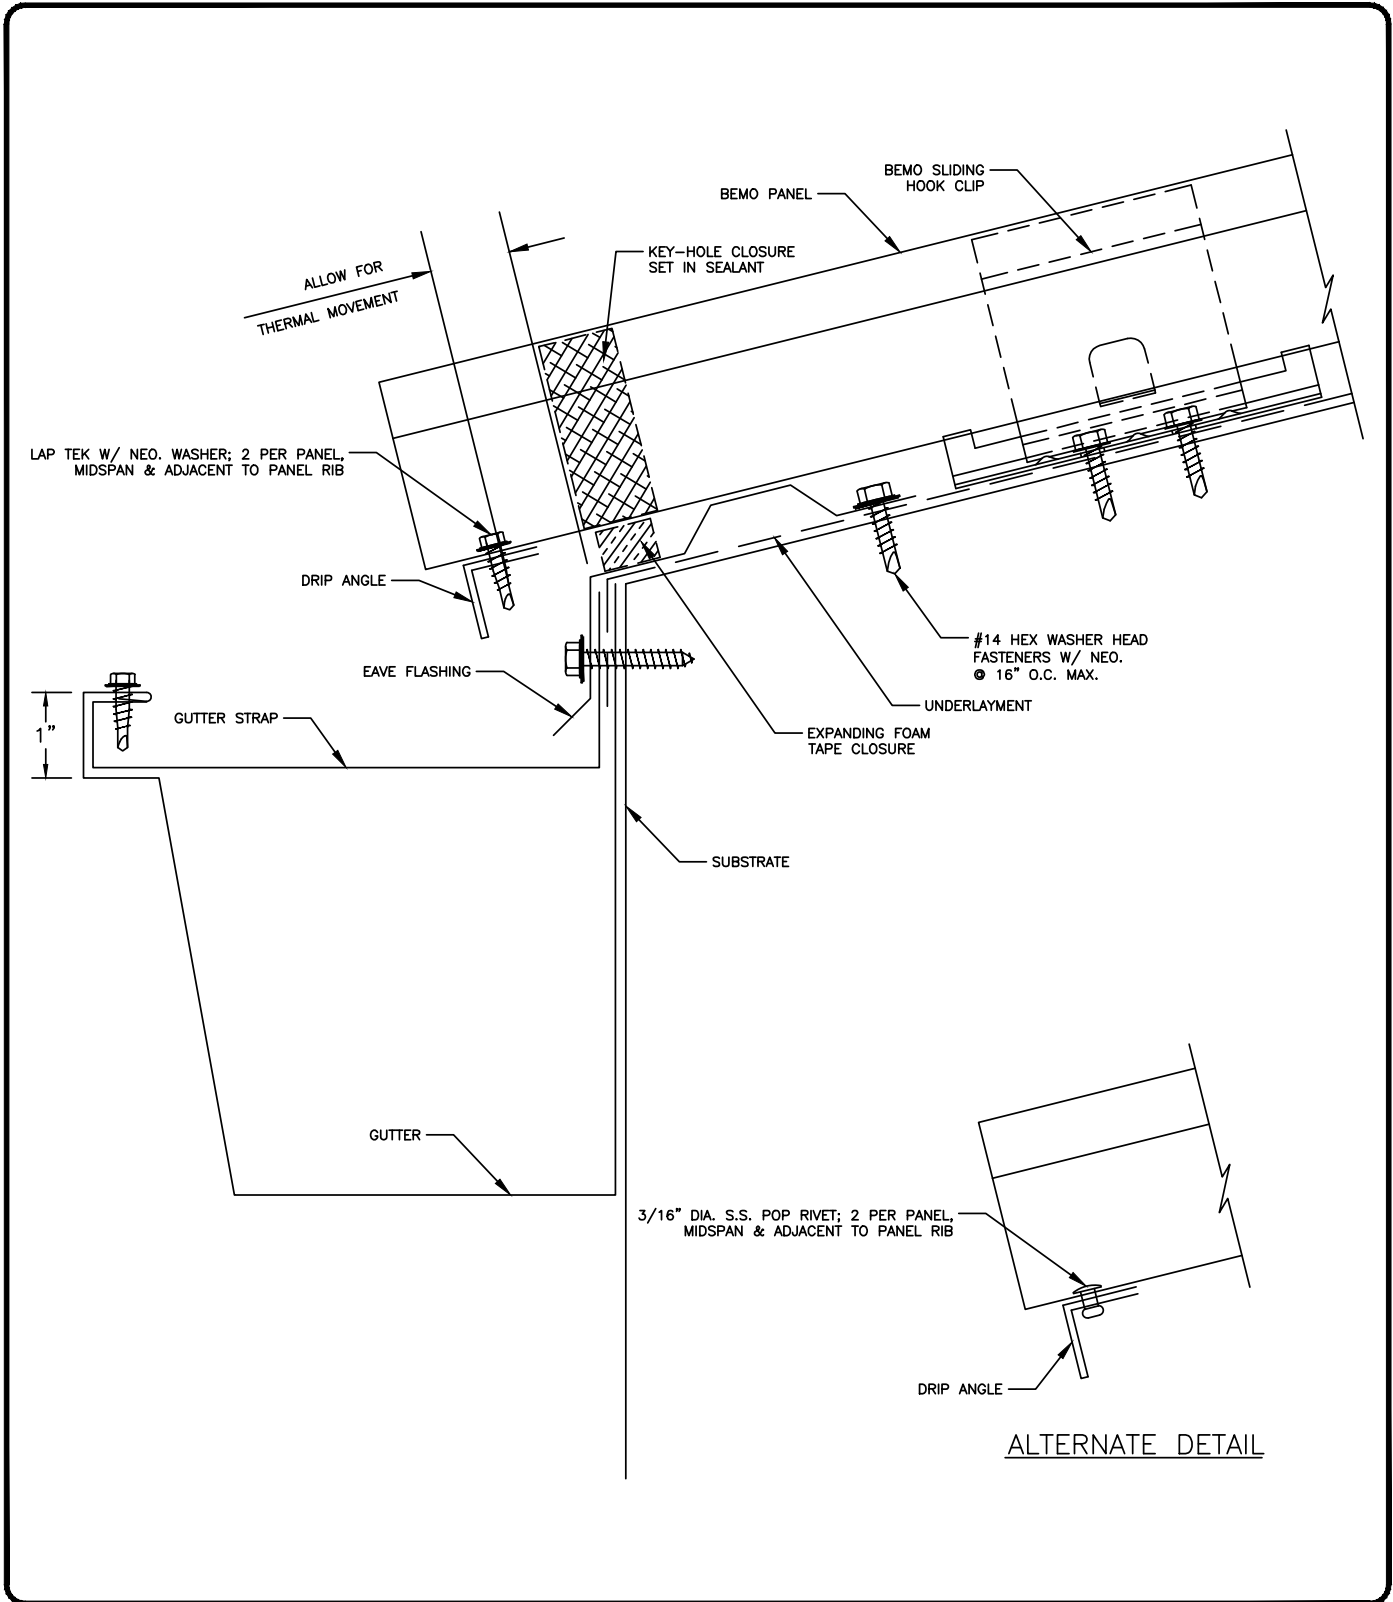 BEMO SLIDING
HOOK CLIP
BEMO PANEL
KEY-HOLE CLOSURE
SET IN SEALANT
ALLOW FOR
THERMAL MOVEMENT
LAP TEK W/ NEO. WASHER; 2 PER PANEL,
MIDSPAN & ADJACENT TO PANEL RIB
DRIP ANGLE
#14 HEX WASHER HEAD
FASTENERS W/ NEO.
@ 16" O.C. MAX.
EAVE FLASHING
UNDERLAYMENT
GUTTER STRAP
1"
EXPANDING FOAM
TAPE CLOSURE
SUBSTRATE
GUTTER
3/16" DIA. S.S. POP RIVET; 2 PER PANEL,
MIDSPAN & ADJACENT TO PANEL RIB
DRIP ANGLE
ALTERNATE DETAIL